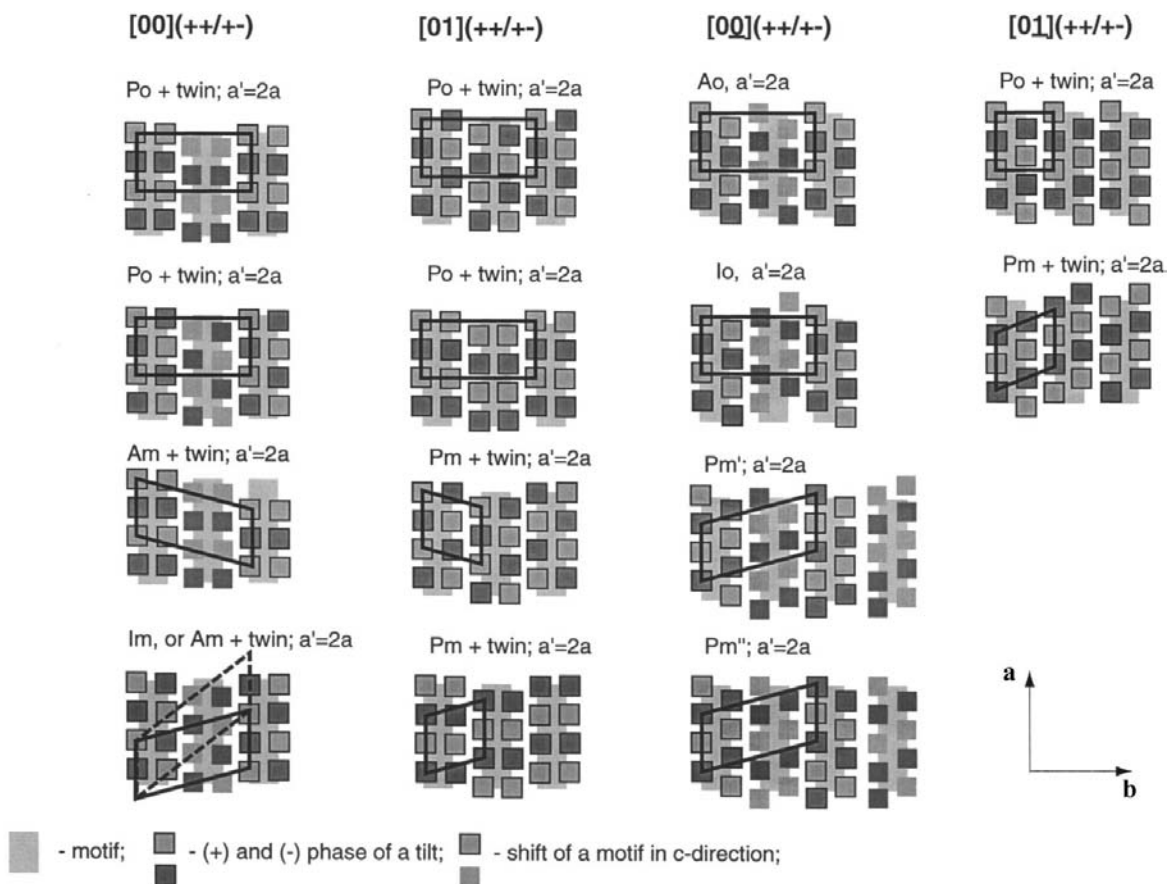 [00](++/+-) [01](++/+-) [00](++/+-) [01](++/+-)
Po + twin; a'=2a Po + twin; a'=2a Ao, a'=2a Po + twin; a'=2a
Po + twin; a'=2a Po + twin; a'=2a Io, a'=2a Pm + twin; a'=2a.
Am + twin; a'=2a Pm + twin; a'=2a Pm'; a'=2a
Im, or Am + twin; a'=2a Pm + twin; a'=2a Pm"; a'=2a
a
b
- motif; - (+) and (-) phase of a tilt; - shift of a motif in c-direction;